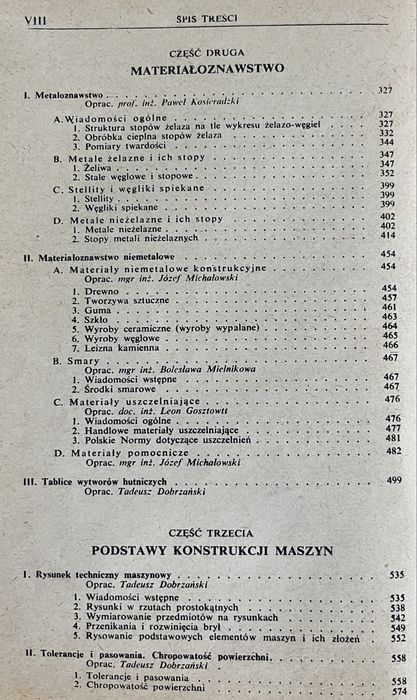 VIII SPIS TREŚCI
CZĘŚĆ DRUGA
MATERIAŁOZNAWSTWO
I. Metaloznawstwo . . . 327
Oprac. prof. inż. Paweł Kosieradzki
A. Wiadomości ogólne . . . 327
1. Struktura stopów żelaza na tle wykresu żelazo-węgiel . . . 327
2. Obróbka cieplna stopów żelaza . . . 332
3. Pomiary twardości . . . 344
B. Metale żelazne i ich stopy . . . 347
1. Żeliwa . . . 347
2. Stale węglowe i stopowe . . . 352
C. Stellity i węgliki spiekane . . . 399
1. Stellity . . . 399
2. Węgliki spiekane . . . 399
D. Metale nieżelazne i ich stopy . . . 402
1. Metale nieżelazne . . . 402
2. Stopy metali nieżelaznych . . . 414
II. Materiałoznawstwo niemetalowe . . . 454
A. Materiały niemetalowe konstrukcyjne . . . 454
Oprac. mgr inż. Józef Michałowski
1. Drewno . . . 454
2. Tworzywa sztuczne . . . 457
3. Guma . . . 461
4. Szkło . . . 463
5. Wyroby ceramiczne (wyroby wypalane) . . . 464
6. Wyroby węglowe . . . 465
7. Leizna kamienna . . . 466
B. Smary . . . 467
Oprac. mgr inż. Bolesława Mielnikowa
1. Wiadomości wstępne . . . 467
2. Środki smarowe . . . 467
C. Materiały uszczelniające . . . 476
Oprac. doc. inż. Leon Gosztowtt
1. Wiadomości ogólne . . . 476
2. Handlowe materiały uszczelniające . . . 477
3. Polskie Normy dotyczące uszczelnień . . . 481
D. Materiały pomocnicze . . . 482
Oprac. mgr inż. Józef Michałowski
III. Tablice wytworów hutniczych . . . 499
Oprac. Tadeusz Dobrzański
CZĘŚĆ TRZECIA
PODSTAWY KONSTRUKCJI MASZYN
I. Rysunek techniczny maszynowy . . . 535
Oprac. Tadeusz Dobrzański
1. Wiadomości wstępne . . . 535
2. Rysunki w rzutach prostokątnych . . . 538
3. Wymiarowanie przedmiotów na rysunkach . . . 542
4. Przenikania i rozwinięcia brył . . . 549
5. Rysowanie podstawowych elementów maszyn i ich złożeń . . . 552
II. Tolerancje i pasowania. Chropowatość powierzchni . . . 558
Oprac. Tadeusz Dobrzański
1. Tolerancje i pasowania . . . 558
2. Chropowatość powierzchni . . . 574